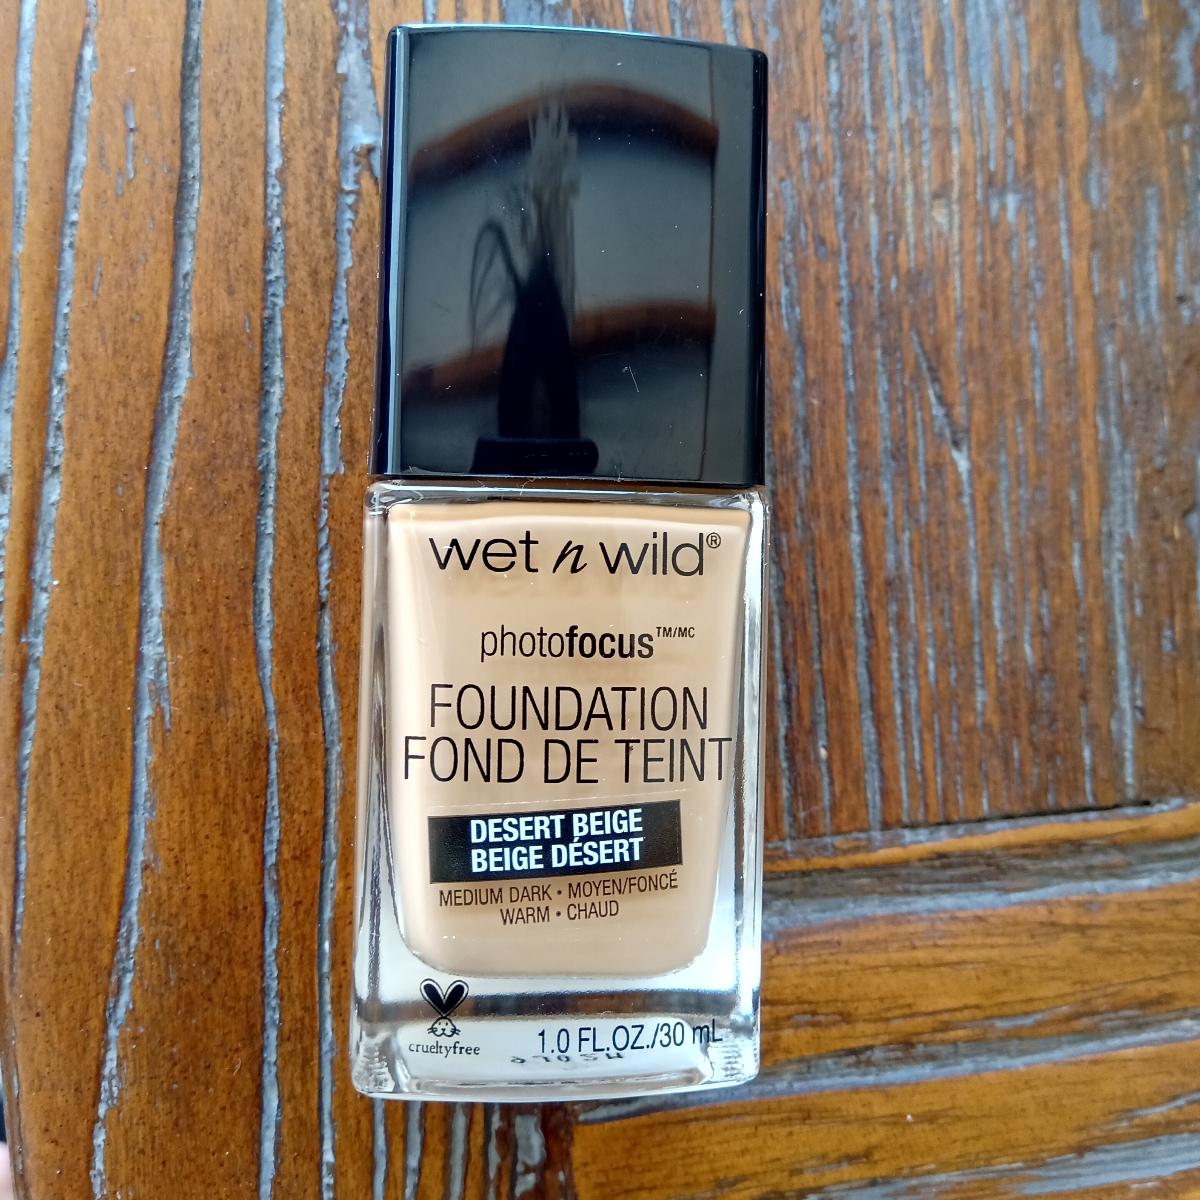 wet n wild®
photofocus™/MC
FOUNDATION
FOND DE TEINT
DESERT BEIGE
BEIGE DÉSERT
MEDIUM DARK • MOYEN/FONCÉ
WARM • CHAUD
crueltyfree
1.0 FL.OZ./30 mL